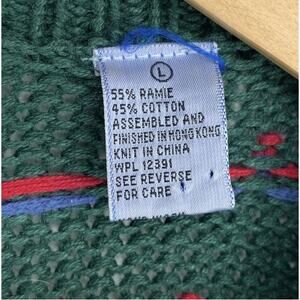 L
55% RAMIE
45% COTTON
ASSEMBLED AND
FINISHED IN HONG KONG
KNIT IN CHINA
WPL 12391
SEE REVERSE
FOR CARE